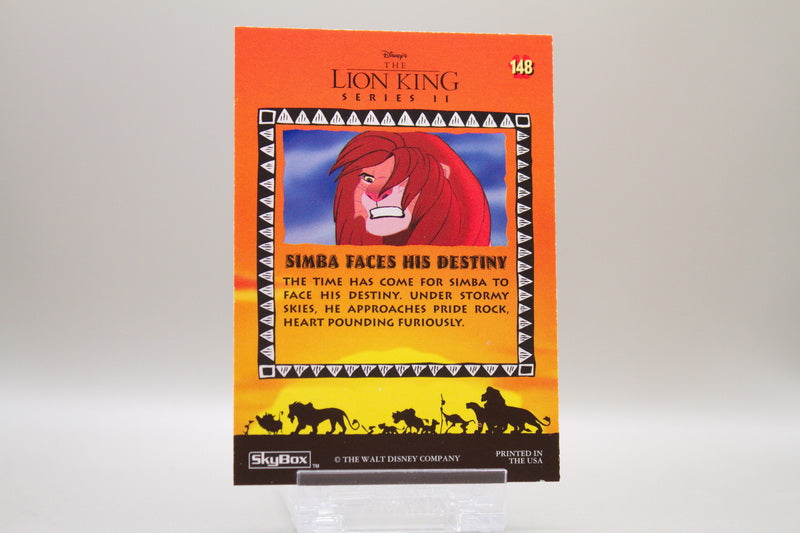 Disney's
THE
LION KING
SERIES II
148
SIMBA FACES HIS DESTINY
THE TIME HAS COME FOR SIMBA TO
FACE HIS DESTINY. UNDER STORMY
SKIES, HE APPROACHES PRIDE ROCK,
HEART POUNDING FURIOUSLY.
SKYBOX TM
© THE WALT DISNEY COMPANY
PRINTED IN
THE USA